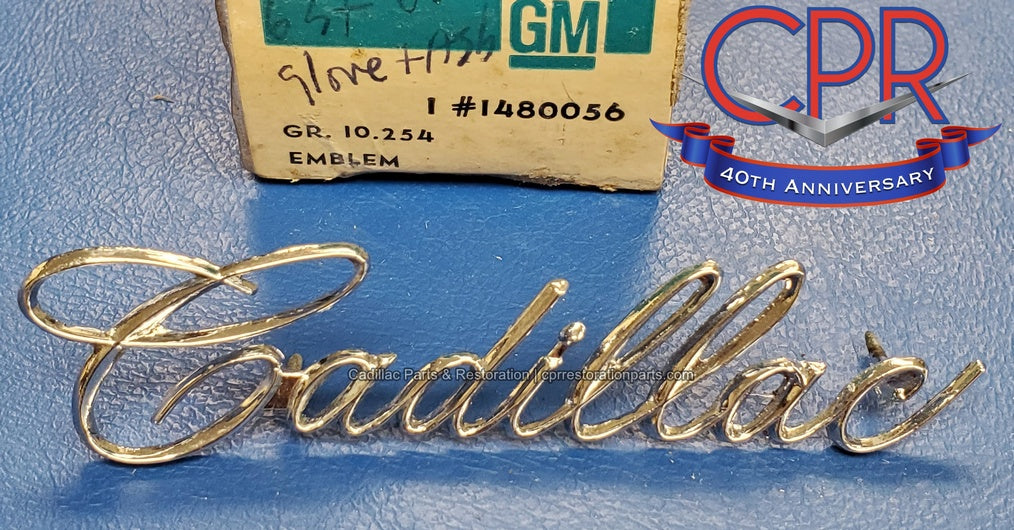 GM
glove + Ash
1 #1480056
GR. 10.254
EMBLEM
CPR
40TH ANNIVERSARY
Cadillac
Cadillac Parts & Restoration | cprrestorationparts.com